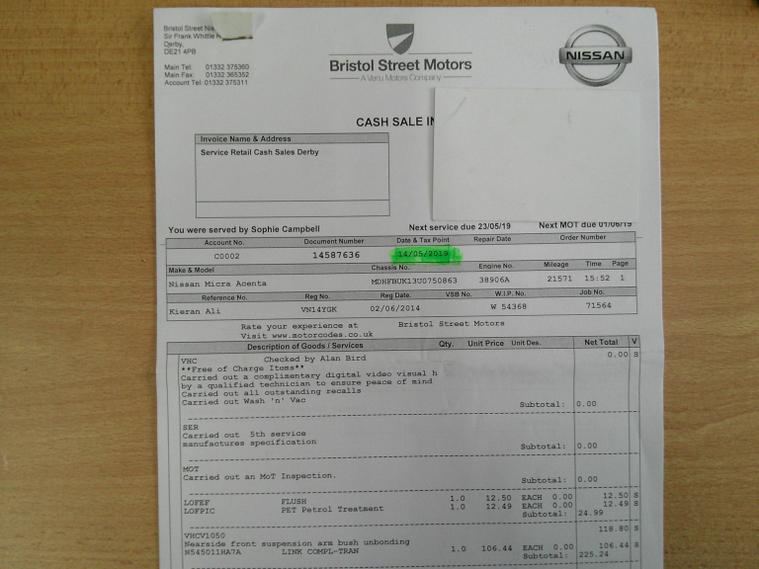 Bristol Street
Sir Frank Whittle
Derby,
DE21 4PB
Main Tel: 01332 375360
Main Fax: 01332 365352
Account Tel: 01332 375311
Bristol Street Motors
A Vertu Motors Company
NISSAN
CASH SALE
Invoice Name & Address
Service Retail Cash Sales Derby
You were served by Sophie Campbell
Next service due 23/05/19
Next MOT due 01/06/19
Account No. Document Number Date & Tax Point Repair Date Order Number
C0002 14587636 14/05/2019
Make & Model Chassis No. Engine No. Mileage Time Page
Nissan Micra Acenta MDHFBUK13U0750863 38906A 21571 15:52 1
Reference No. Reg No. Reg Date. VSB No. W.I.P. No. Job No.
Kieran Ali VN14YGK 02/06/2014 W 54368 71564
Rate your experience at Bristol Street Motors
Visit www.motorcodes.co.uk
Description of Goods / Services Qty. Unit Price Unit Des. Net Total V
VHC Checked by Alan Bird 0.00 S
**Free of Charge Items**
Carried out a complimentary digital video visual h
by a qualified technician to ensure peace of mind
Carried out all outstanding recalls
Carried out Wash 'n' Vac Subtotal: 0.00
SER
Carried out 5th service
manufactures specification Subtotal: 0.00
MOT
Carried out an MoT Inspection. Subtotal: 0.00
LOFEF FLUSH 1.0 12.50 EACH 0.00 12.50 S
LOFPIC PET Petrol Treatment 1.0 12.49 EACH 0.00 12.49 S
Subtotal: 24.99
VHCV1050 118.80 S
Nearside front suspension arm bush unbonding
N545011HA7A LINK COMPL-TRAN 1.0 106.44 EACH 0.00 106.44 S
Subtotal: 225.24